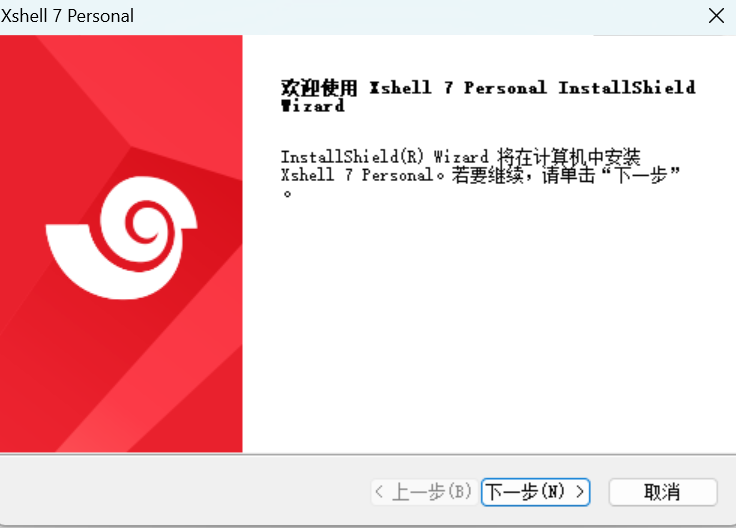 Xshell 7 Personal
欢迎使用 Xshell 7 Personal InstallShield
Wizard
InstallShield(R) Wizard 将在计算机中安装
Xshell 7 Personal。若要继续，请单击“下一步”
。
< 上一步(B)
下一步(N) >
取消